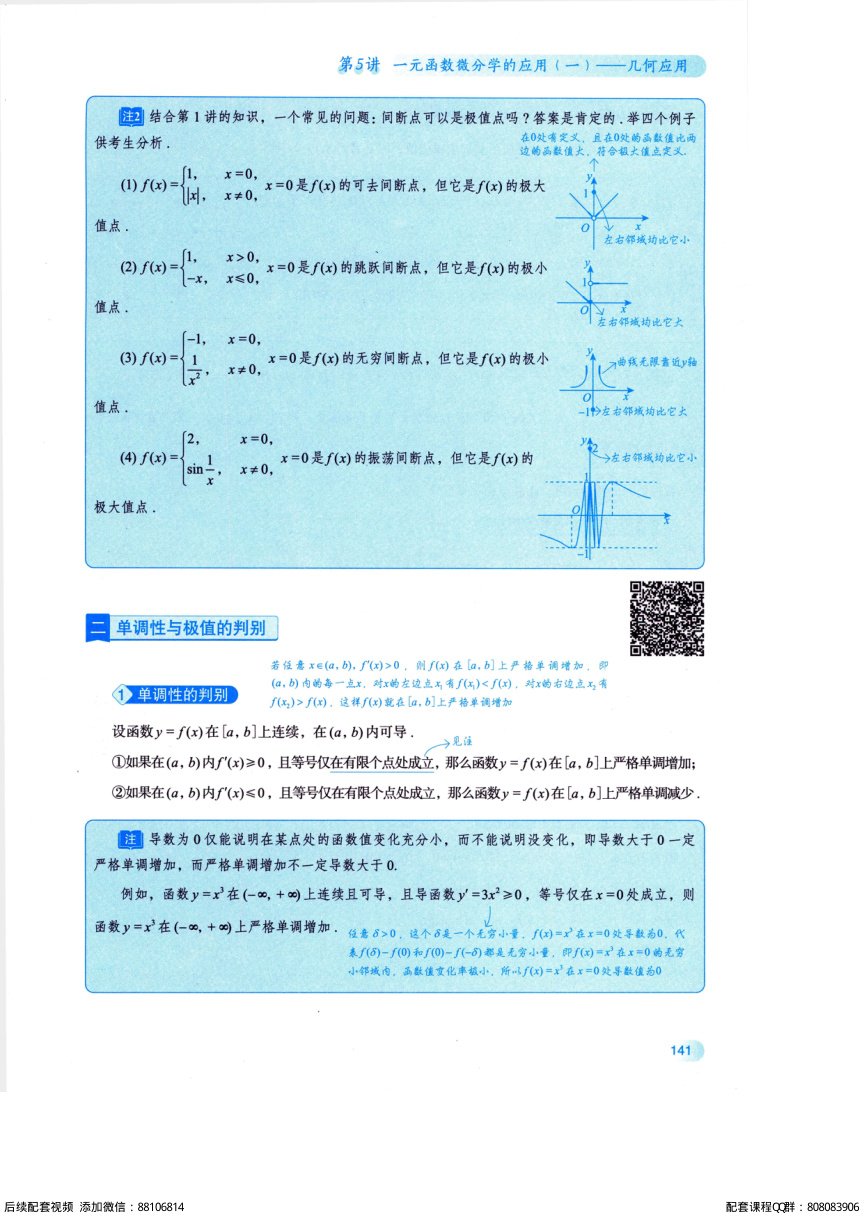 第5讲 一元函数微分学的应用(一)——几何应用
注2 结合第1讲的知识，一个常见的问题：间断点可以是极值点吗？答案是肯定的．举四个例子
供考生分析．
在0处有定义，且在0处的函数值比两
边的函数值大，符合极大值点定义．
(1) f(x)={1, x=0, |x|, x≠0, x=0是f(x)的可去间断点，但它是f(x)的极大
值点．
y
1
O
x
左右邻域均比它小
(2) f(x)={1, x>0, -x, x≤0, x=0是f(x)的跳跃间断点，但它是f(x)的极小
值点．
y
1
O
x
左右邻域均比它大
(3) f(x)={-1, x=0, 1/x², x≠0, x=0是f(x)的无穷间断点，但它是f(x)的极小
值点．
y
曲线无限靠近y轴
O
x
-1
左右邻域均比它大
(4) f(x)={2, x=0, sin 1/x, x≠0, x=0是f(x)的振荡间断点，但它是f(x)的
极大值点．
y
2
左右邻域均比它小
1
O
x
-1
二 单调性与极值的判别
若任意x∈(a, b), f′(x)>0，则f(x)在[a, b]上严格单调增加，即
(a, b)内的每一点x，对x的左边点x₁有f(x₁)<f(x)，对x的右边点x₂有
f(x₂)>f(x)，这样f(x)就在[a, b]上严格单调增加
1 单调性的判别
设函数y=f(x)在[a, b]上连续，在(a, b)内可导．
见注
①如果在(a, b)内f′(x)≥0，且等号仅在有限个点处成立，那么函数y=f(x)在[a, b]上严格单调增加；
②如果在(a, b)内f′(x)≤0，且等号仅在有限个点处成立，那么函数y=f(x)在[a, b]上严格单调减少．
注 导数为0仅能说明在某点处的函数值变化充分小，而不能说明没变化，即导数大于0一定
严格单调增加，而严格单调增加不一定导数大于0.
例如，函数y=x³在(-∞, +∞)上连续且可导，且导函数y′=3x²≥0，等号仅在x=0处成立，则
函数y=x³在(-∞, +∞)上严格单调增加．
任意δ>0，这个δ是一个无穷小量，f(x)=x³在x=0处导数为0，代
表f(δ)-f(0)和f(0)-f(-δ)都是无穷小量，即f(x)=x³在x=0的无穷
小邻域内，函数值变化率极小，所以f(x)=x³在x=0处导数值为0
141
后续配套视频 添加微信：88106814
配套课程QQ群：808083906